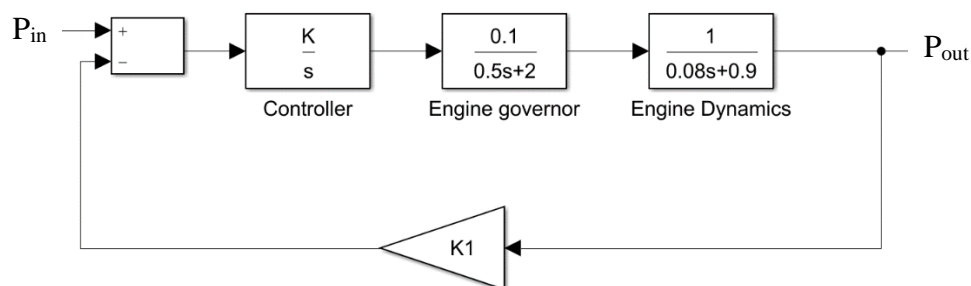 P_in
+
−
K
s
Controller
0.1
0.5s+2
Engine governor
1
0.08s+0.9
Engine Dynamics
P_out
K1